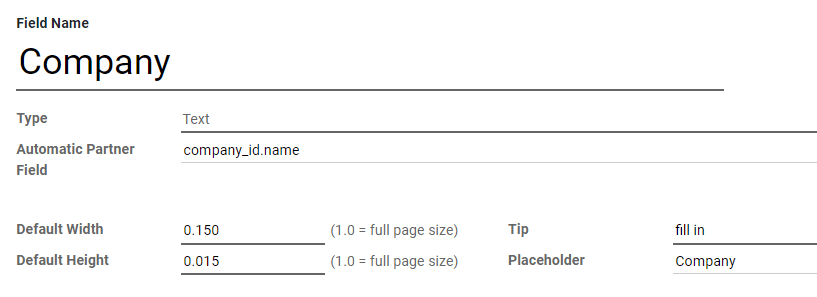 Field Name
Company
Type Text
Automatic Partner company_id.name
Field
Default Width 0.150 (1.0 = full page size) Tip fill in
Default Height 0.015 (1.0 = full page size) Placeholder Company